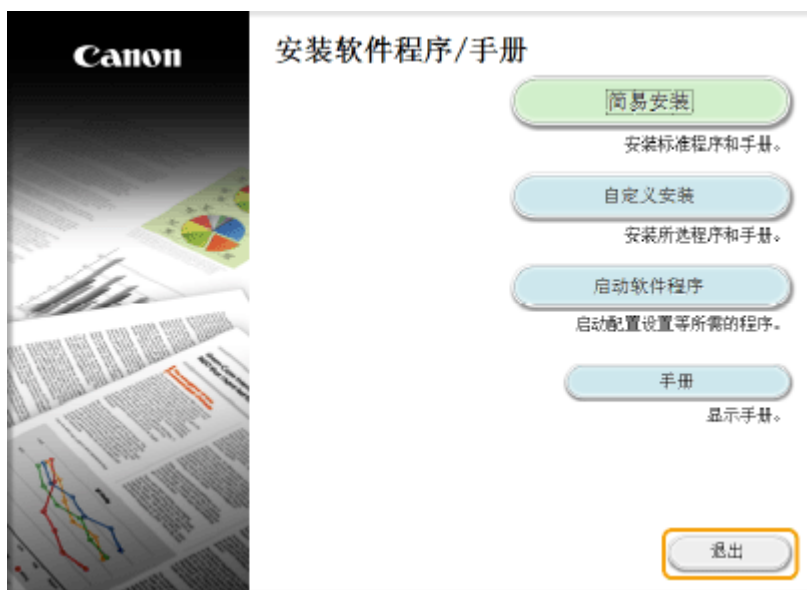 Canon
安装软件程序/手册
简易安装
安装标准程序和手册。
自定义安装
安装所选程序和手册。
启动软件程序
启动配置设置等所需的程序。
手册
显示手册。
退出